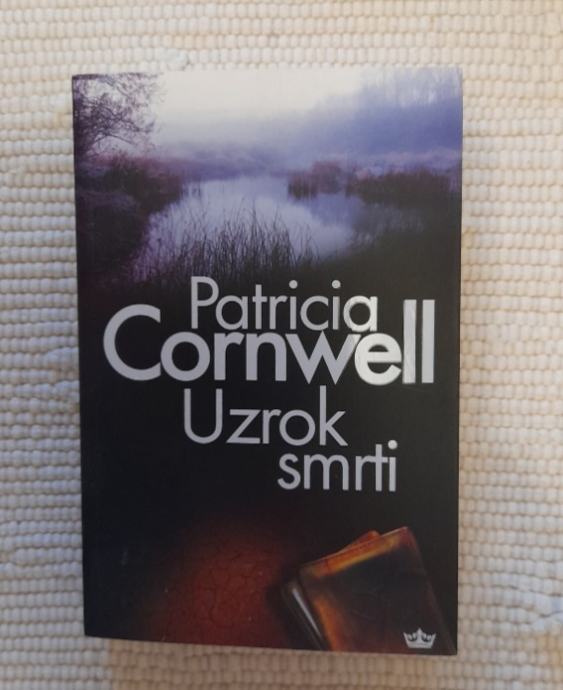 Patricia
Cornwell
Uzrok
smrti